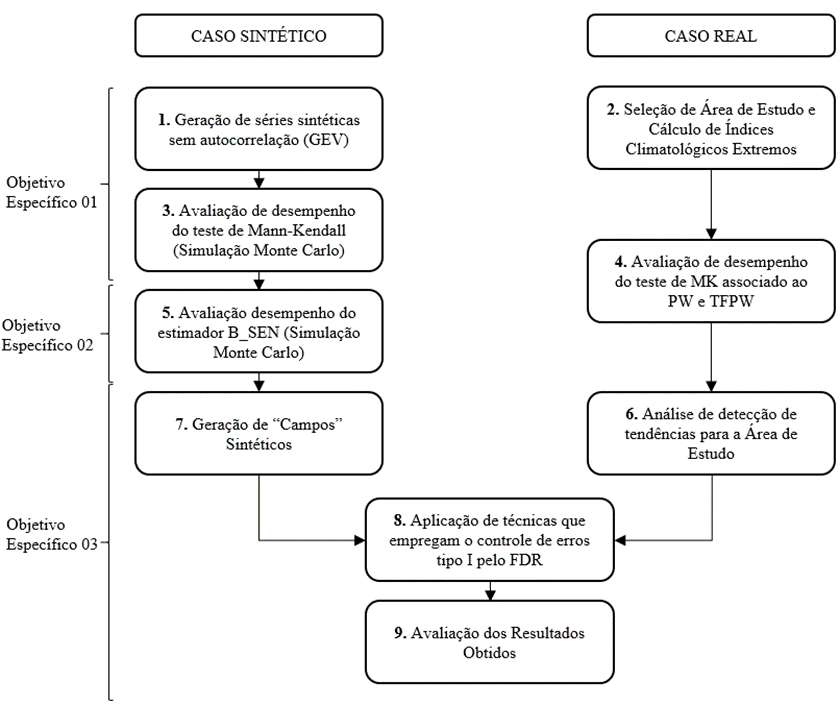 CASO SINTÉTICO
CASO REAL
Objetivo
Específico 01
1. Geração de séries sintéticas
sem autocorrelação (GEV)
2. Seleção de Área de Estudo e
Cálculo de Índices
Climatológicos Extremos
3. Avaliação de desempenho
do teste de Mann-Kendall
(Simulação Monte Carlo)
4. Avaliação de desempenho
do teste de MK associado ao
PW e TFPW
Objetivo
Específico 02
5. Avaliação desempenho do
estimador B_SEN (Simulação
Monte Carlo)
7. Geração de “Campos”
Sintéticos
6. Análise de detecção de
tendências para a Área de
Estudo
Objetivo
Específico 03
8. Aplicação de técnicas que
empregam o controle de erros
tipo I pelo FDR
9. Avaliação dos Resultados
Obtidos